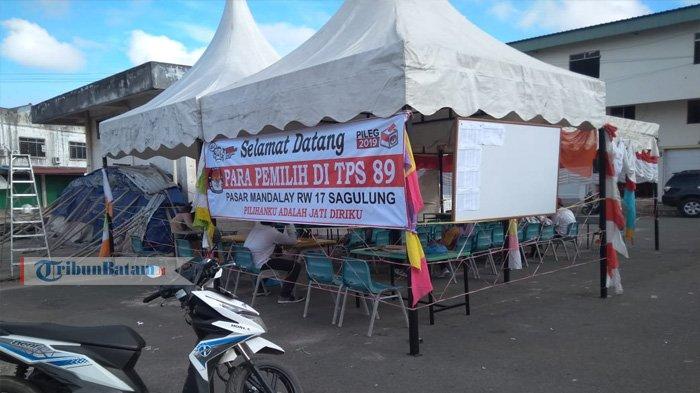 Selamat Datang
PILEG
2019
PARA PEMILIH DI TPS 89
PASAR MANDALAY RW 17 SAGULUNG
PILIHANKU ADALAH JATI DIRIKU
TribunBatam